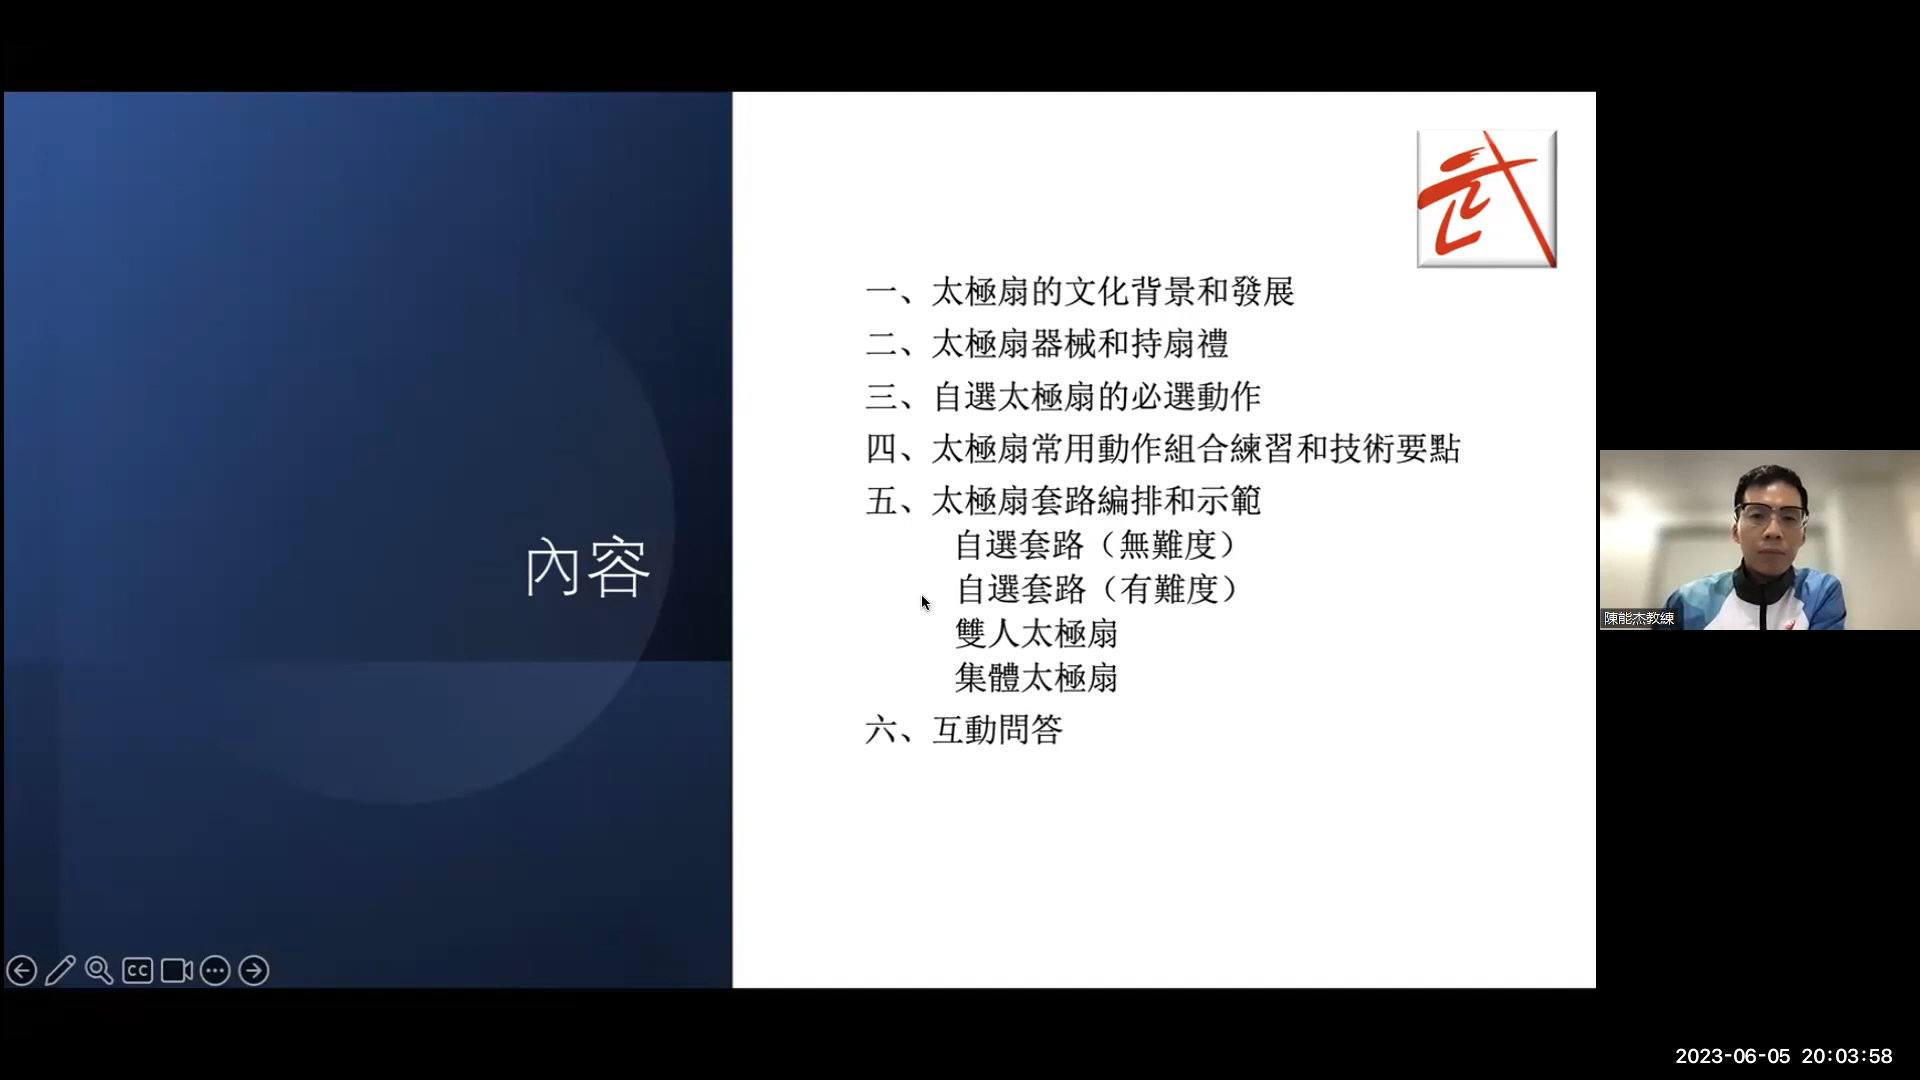 內容
武
一、太極扇的文化背景和發展
二、太極扇器械和持扇禮
三、自選太極扇的必選動作
四、太極扇常用動作組合練習和技術要點
五、太極扇套路編排和示範
自選套路（無難度）
自選套路（有難度）
雙人太極扇
集體太極扇
六、互動問答
陳能杰教練
CC
2023-06-05 20:03:58